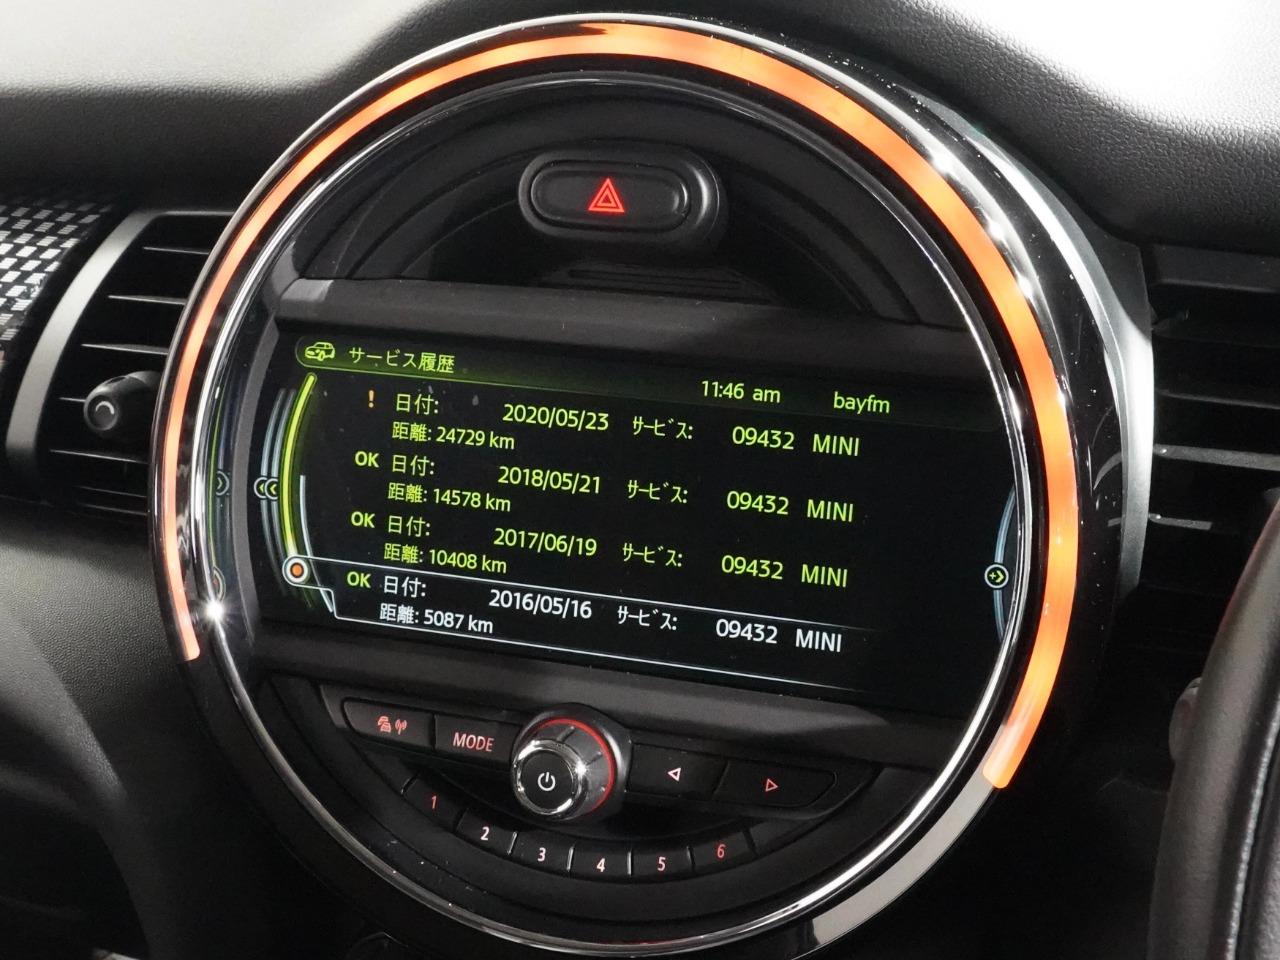 サービス履歴 11:46 am bayfm
! 日付: 2020/05/23 ｻｰﾋﾞｽ: 09432 MINI
距離: 24729 km
OK 日付: 2018/05/21 ｻｰﾋﾞｽ: 09432 MINI
距離: 14578 km
OK 日付: 2017/06/19 ｻｰﾋﾞｽ: 09432 MINI
距離: 10408 km
OK 日付: 2016/05/16 ｻｰﾋﾞｽ: 09432 MINI
距離: 5087 km
MODE
1 2 3 4 5 6